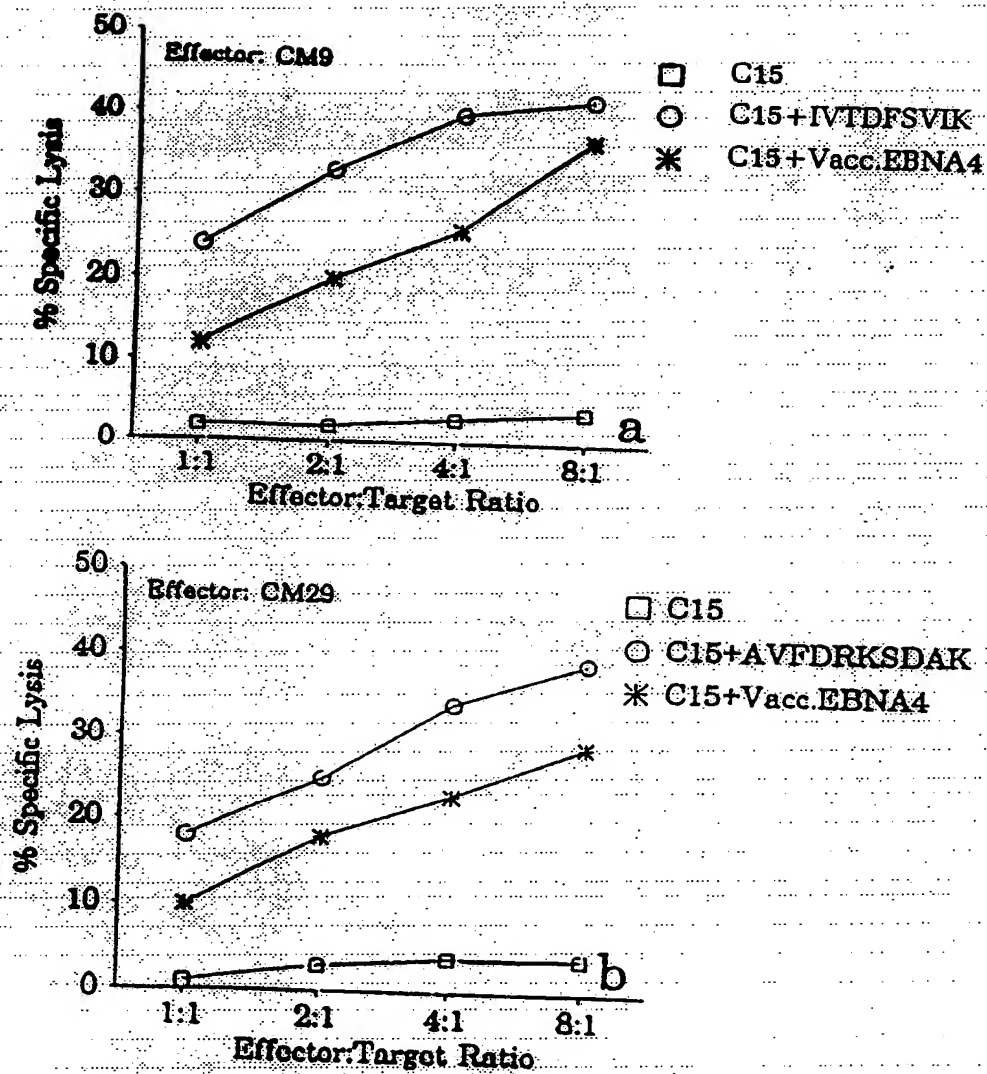 50
Effector: CM9
40
30
20
10
0
% Specific Lysis
C15
C15+IVTDFSVIK
C15+Vacc.EBNA4
a
1:1 2:1 4:1 8:1
Effector:Target Ratio
50
Effector: CM29
40
30
20
10
0
% Specific Lysis
C15
C15+AVFDRKSDAK
C15+Vacc.EBNA4
b
1:1 2:1 4:1 8:1
Effector:Target Ratio